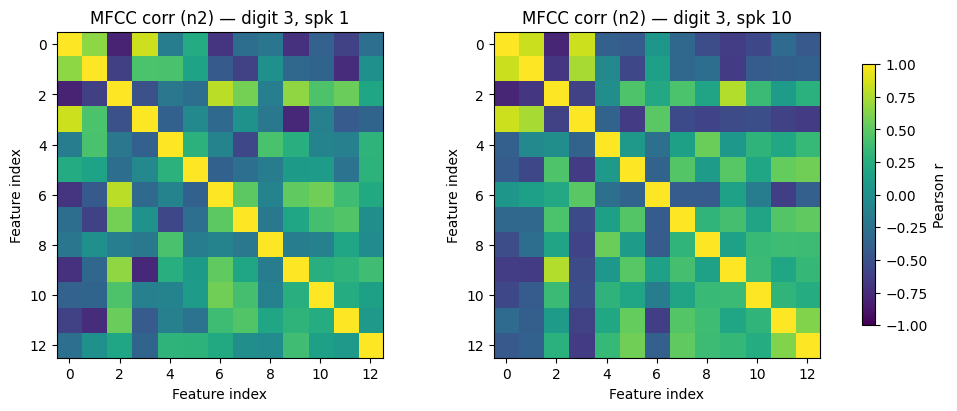 MFCC corr (n2) — digit 3, spk 1
0
2
4
6
8
10
12
Feature index
0 2 4 6 8 10 12
Feature index
MFCC corr (n2) — digit 3, spk 10
0
2
4
6
8
10
12
Feature index
0 2 4 6 8 10 12
Feature index
1.00
0.75
0.50
0.25
0.00
−0.25
−0.50
−0.75
−1.00
Pearson r